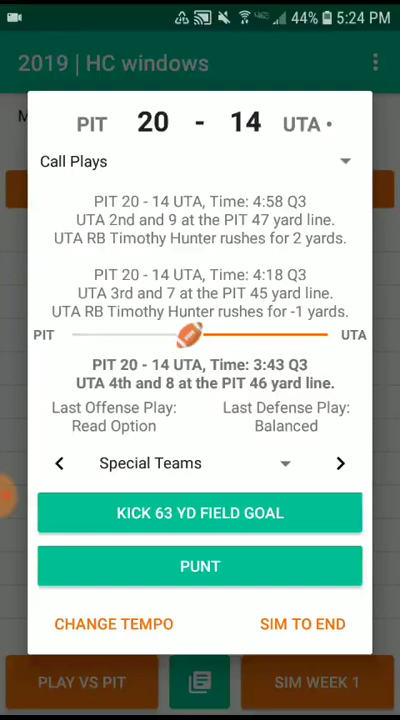 44% 5:24 PM
2019 | HC windows
M
PIT 20 - 14 UTA •
Call Plays
PIT 20 - 14 UTA, Time: 4:58 Q3
UTA 2nd and 9 at the PIT 47 yard line.
UTA RB Timothy Hunter rushes for 2 yards.
PIT 20 - 14 UTA, Time: 4:18 Q3
UTA 3rd and 7 at the PIT 45 yard line.
UTA RB Timothy Hunter rushes for -1 yards.
PIT UTA
PIT 20 - 14 UTA, Time: 3:43 Q3
UTA 4th and 8 at the PIT 46 yard line.
Last Offense Play: Last Defense Play:
Read Option Balanced
Special Teams
KICK 63 YD FIELD GOAL
PUNT
CHANGE TEMPO SIM TO END
PLAY VS PIT SIM WEEK 1